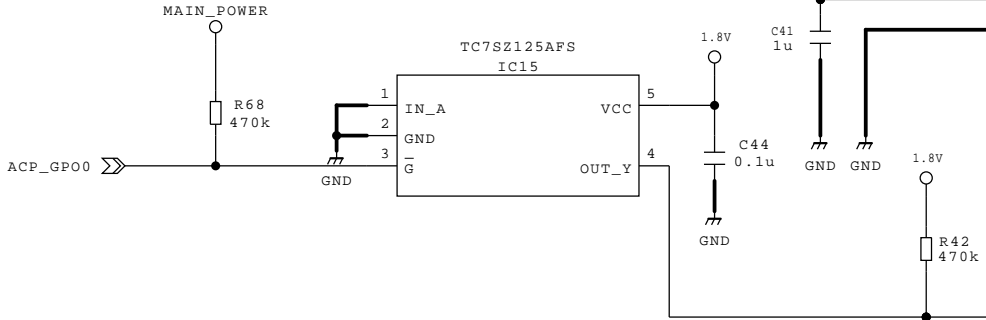 MAIN_POWER
R68
470k
ACP_GPO0
TC7SZ125AFS
IC15
1
IN_A
2
GND
3
G
GND
5
VCC
4
OUT_Y
1.8V
C44
0.1u
GND
C41
1u
GND
GND
1.8V
R42
470k